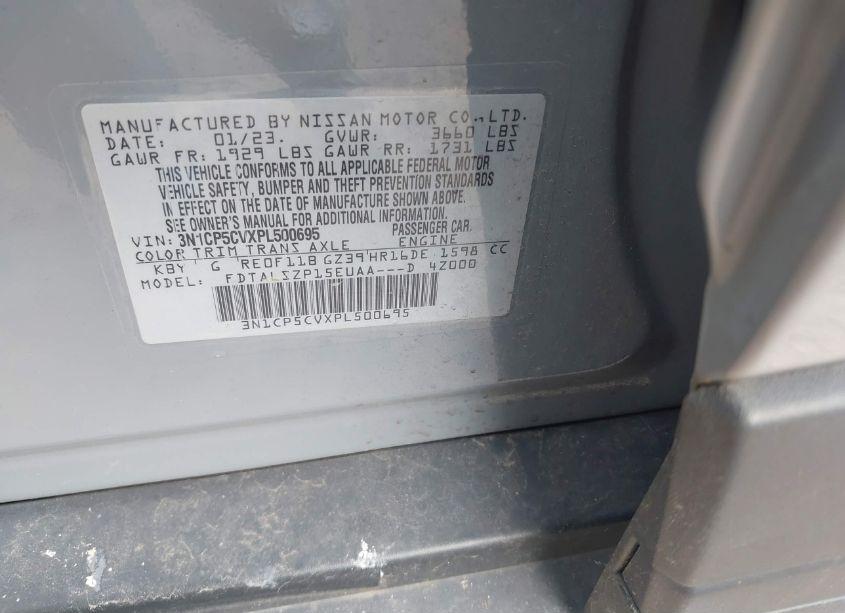 MANUFACTURED BY NISSAN MOTOR CO., LTD.
DATE: 01/23. GVWR: 3660 LBS
GAWR FR: 1929 LBS GAWR RR: 1731 LBS
THIS VEHICLE CONFORMS TO ALL APPLICABLE FEDERAL MOTOR
VEHICLE SAFETY, BUMPER AND THEFT PREVENTION STANDARDS
IN EFFECT ON THE DATE OF MANUFACTURE SHOWN ABOVE.
SEE OWNER'S MANUAL FOR ADDITIONAL INFORMATION.
VIN: 3N1CP5CVXPL500695 PASSENGER CAR.
COLOR TRIM TRANS AXLE ENGINE
KBY G RE0F11B GZ39 HR16DE 1598 CC
MODEL: FDTALSZP15EUAA---D 4Z000
3N1CP5CVXPL500695